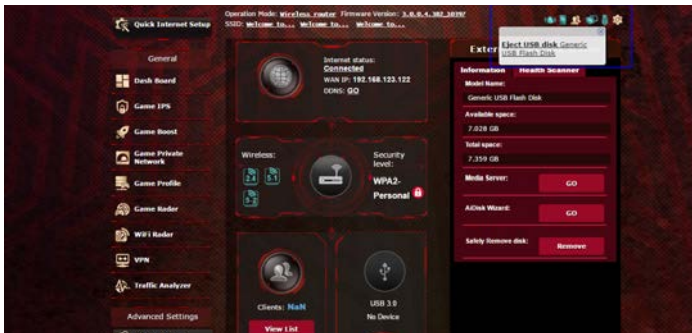 Quick Internet Setup
Operation Mode: Wireless router Firmware Version: 3.0.0.4.382_10397
SSID: Welcome to... Welcome to... Welcome to...
Eject USB disk Generic
USB Flash Disk
General
Dash Board
Game IPS
Game Boost
Game Private
Network
Game Profile
Game Radar
WiFi Radar
VPN
Traffic Analyzer
Advanced Settings
Internet status:
Connected
WAN IP: 192.168.123.122
DDNS: GO
Wireless:
2.4
5.1
5-2
Security
level:
WPA2-
Personal
Clients: NaN
View List
USB 3.0
No Device
Exter
Information Health Scanner
Model Name:
Generic USB Flash Disk
Available space:
7.028 GB
Total space:
7.359 GB
Media Server:
GO
AiDisk Wizard:
GO
Safely Remove disk:
Remove